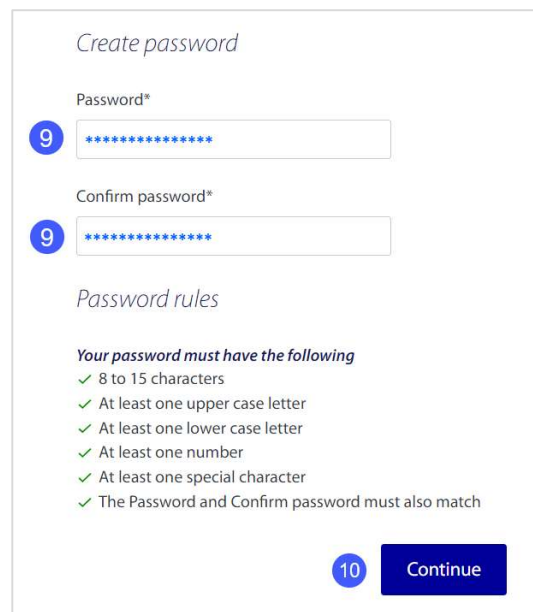 Create password
Password*
9 ***************
Confirm password*
9 ***************
Password rules
Your password must have the following
✓ 8 to 15 characters
✓ At least one upper case letter
✓ At least one lower case letter
✓ At least one number
✓ At least one special character
✓ The Password and Confirm password must also match
10 Continue